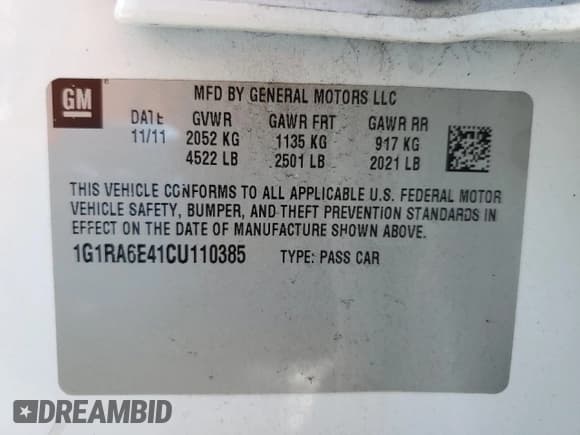 GM
MFD BY GENERAL MOTORS LLC
DATE GVWR GAWR FRT GAWR RR
11/11 2052 KG 1135 KG 917 KG
4522 LB 2501 LB 2021 LB
THIS VEHICLE CONFORMS TO ALL APPLICABLE U.S. FEDERAL MOTOR
VEHICLE SAFETY, BUMPER, AND THEFT PREVENTION STANDARDS IN
EFFECT ON THE DATE OF MANUFACTURE SHOWN ABOVE.
1G1RA6E41CU110385 TYPE: PASS CAR
DREAMBID